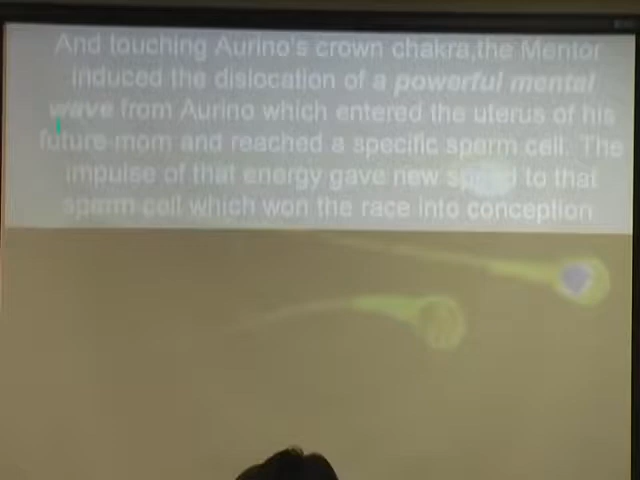 And touching Aurino's crown chakra,the Mentor
induced the dislocation of a powerful mental
wave from Aurino which entered the uterus of his
future mom and reached a specific sperm cell. The
impulse of that energy gave new speed to that
sperm cell which won the race into conception